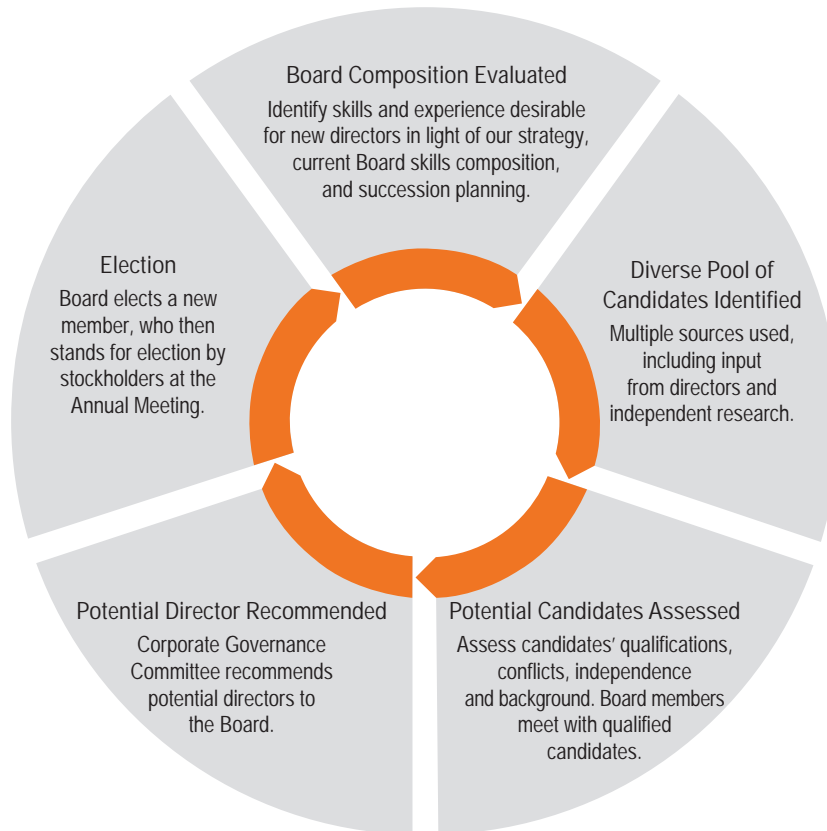 Board Composition Evaluated
Identify skills and experience desirable
for new directors in light of our strategy,
current Board skills composition,
and succession planning.
Diverse Pool of
Candidates Identified
Multiple sources used,
including input
from directors and
independent research.
Potential Candidates Assessed
Assess candidates’ qualifications,
conflicts, independence
and background. Board members
meet with qualified
candidates.
Potential Director Recommended
Corporate Governance
Committee recommends
potential directors to
the Board.
Election
Board elects a new
member, who then
stands for election by
stockholders at the
Annual Meeting.